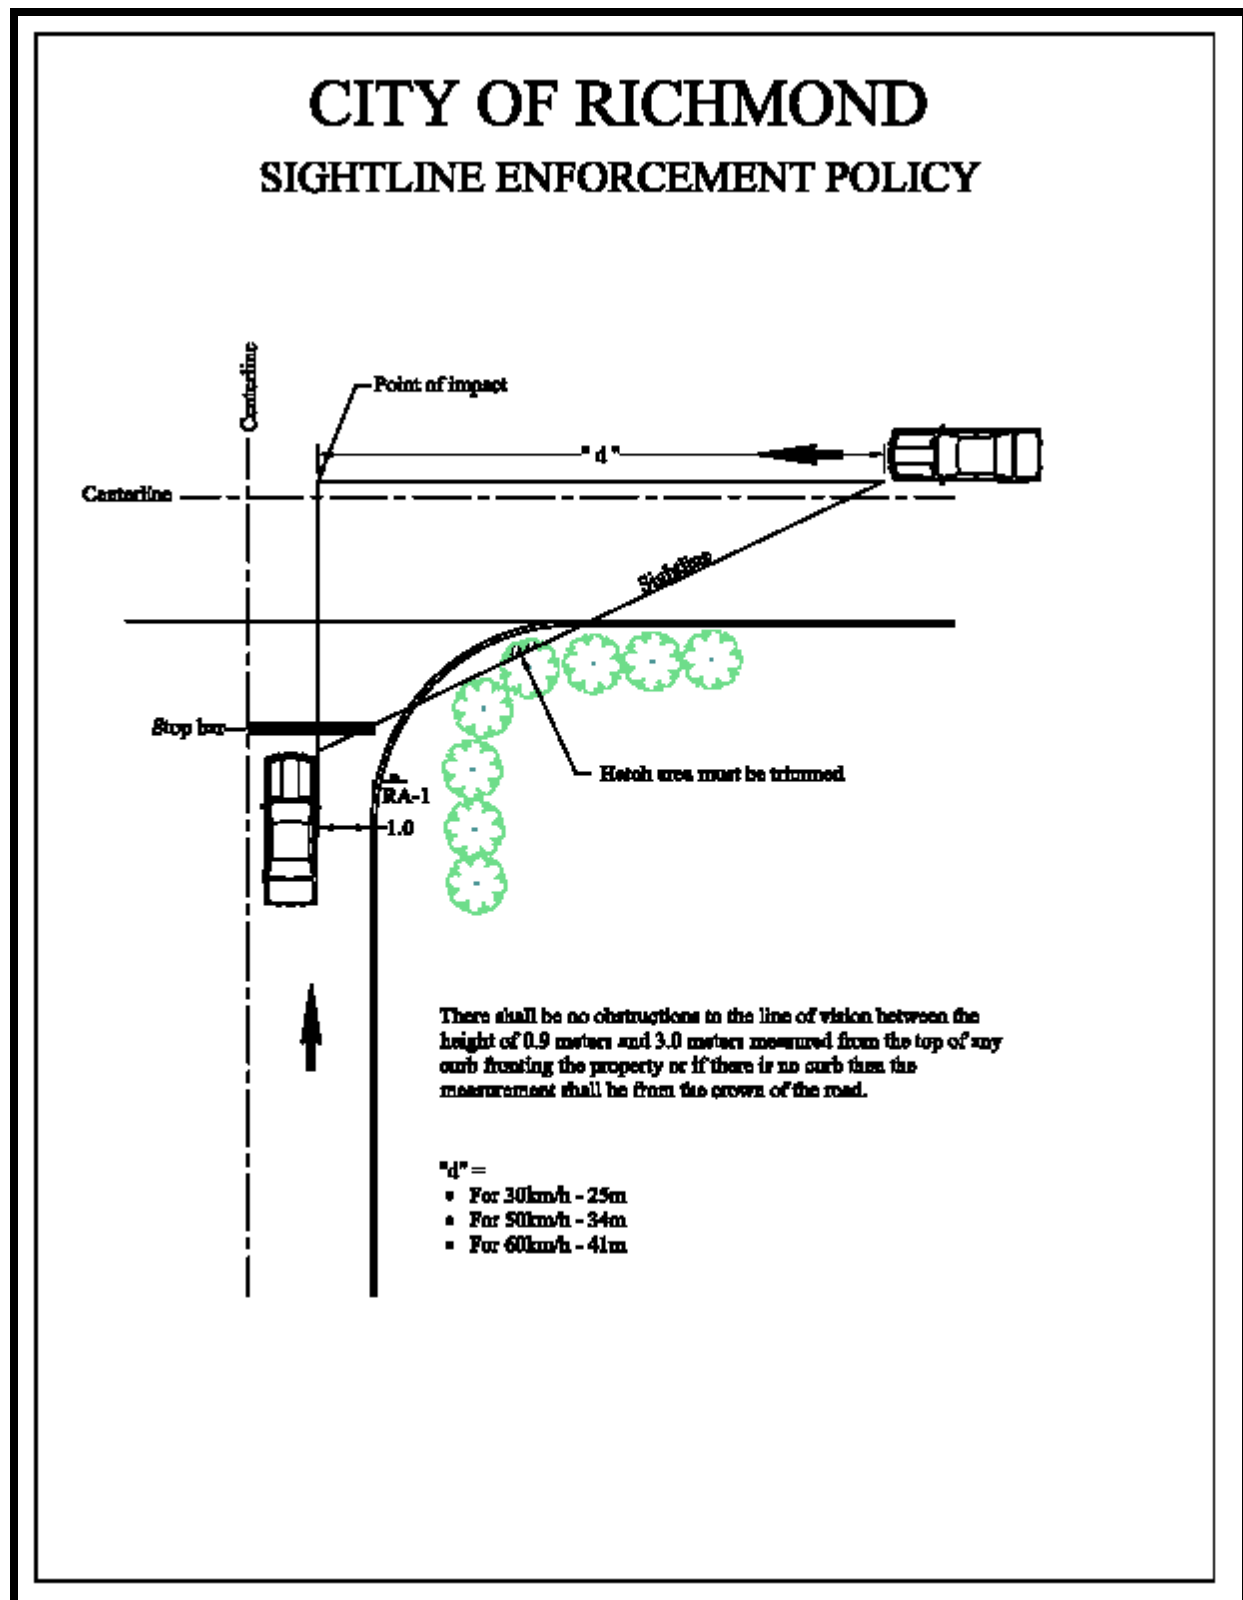 CITY OF RICHMOND
SIGHTLINE ENFORCEMENT POLICY
Centerline
Point of impact
"d"
Centerline
Sightline
Stop bar
Hatch area must be trimmed
RA-1
1.0
There shall be no obstructions to the line of vision between the
height of 0.9 meters and 3.0 meters measured from the top of any
curb fronting the property or if there is no curb then the
measurement shall be from the crown of the road.
"d" =
• For 30km/h - 25m
• For 50km/h - 34m
• For 60km/h - 41m